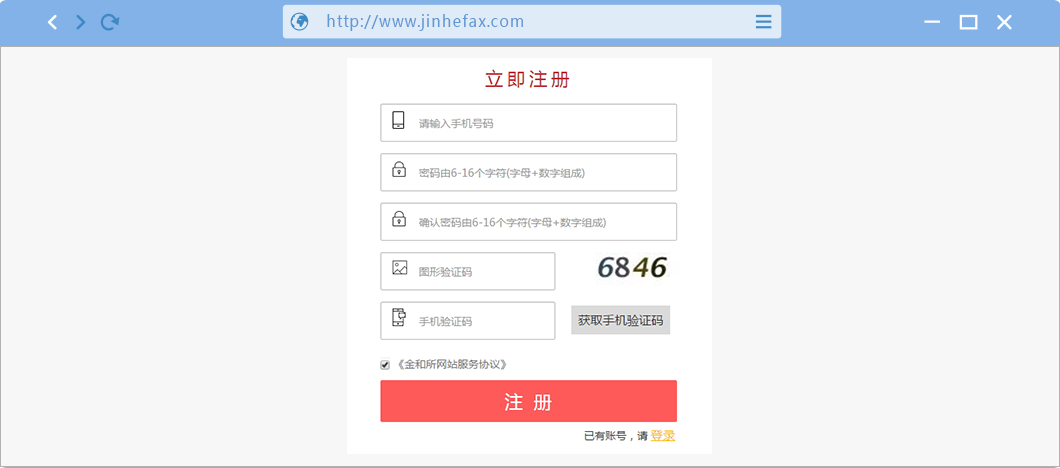 http://www.jinhefax.com
立即注册
请输入手机号码
密码由6-16个字符(字母+数字组成)
确认密码由6-16个字符(字母+数字组成)
图形验证码 6846
手机验证码 获取手机验证码
《金和所网站服务协议》
注 册
已有账号，请 登录